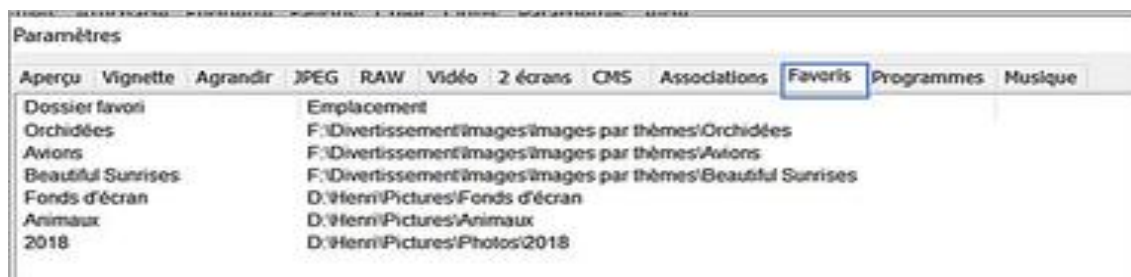 Paramètres
Aperçu Vignette Agrandir JPEG RAW Vidéo 2 écrans CMS Associations Favoris Programmes Musique
Dossier favori Emplacement
Orchidées F:\Divertissement\Images\Images par thèmes\Orchidées
Avions F:\Divertissement\Images\Images par thèmes\Avions
Beautiful Sunrises F:\Divertissement\Images\Images par thèmes\Beautiful Sunrises
Fonds d'écran D:\Henri\Pictures\Fonds d'écran
Animaux D:\Henri\Pictures\Animaux
2018 D:\Henri\Pictures\Photos\2018